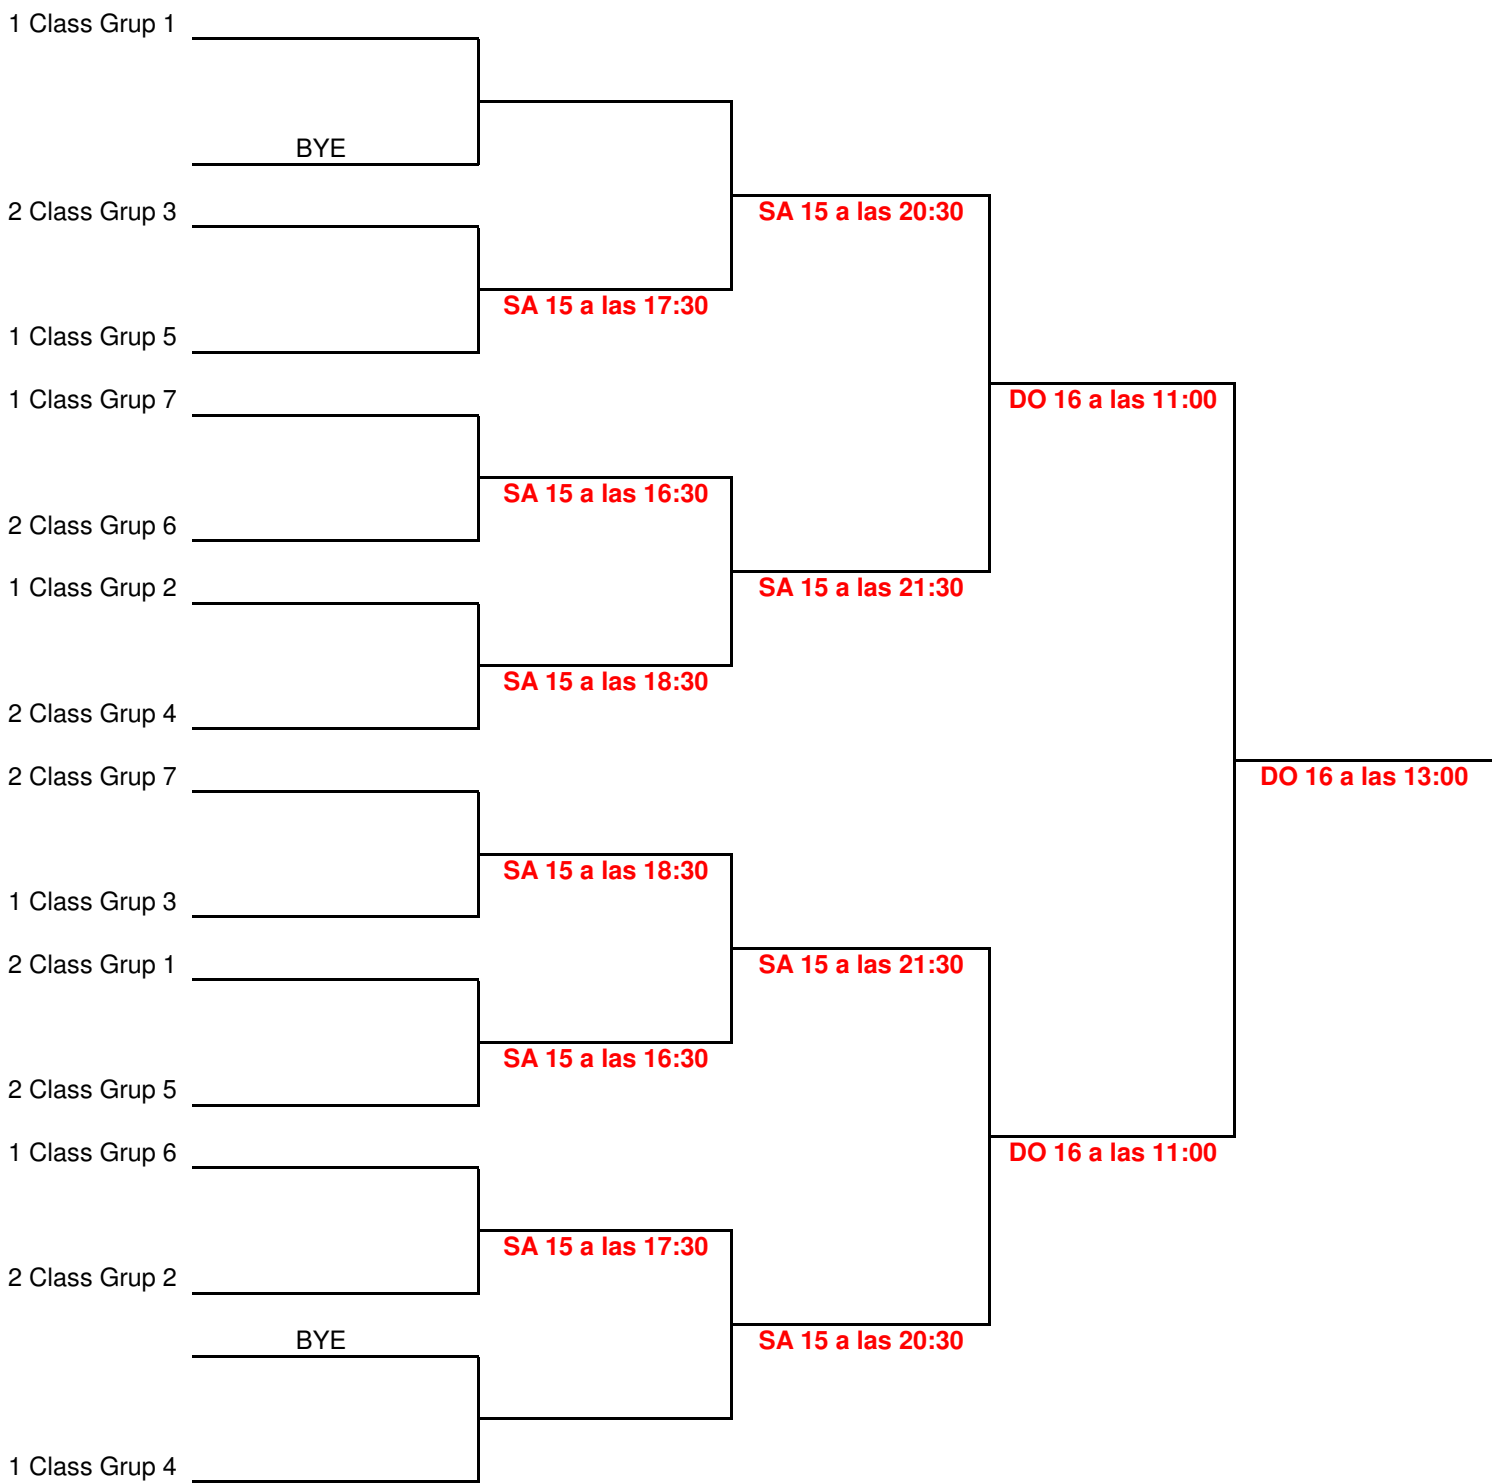 1 Class Grup 1
BYE
2 Class Grup 3
SA 15 a las 20:30
SA 15 a las 17:30
1 Class Grup 5
1 Class Grup 7
DO 16 a las 11:00
SA 15 a las 16:30
2 Class Grup 6
1 Class Grup 2
SA 15 a las 21:30
SA 15 a las 18:30
2 Class Grup 4
2 Class Grup 7
DO 16 a las 13:00
SA 15 a las 18:30
1 Class Grup 3
2 Class Grup 1
SA 15 a las 21:30
SA 15 a las 16:30
2 Class Grup 5
1 Class Grup 6
DO 16 a las 11:00
SA 15 a las 17:30
2 Class Grup 2
BYE
SA 15 a las 20:30
1 Class Grup 4